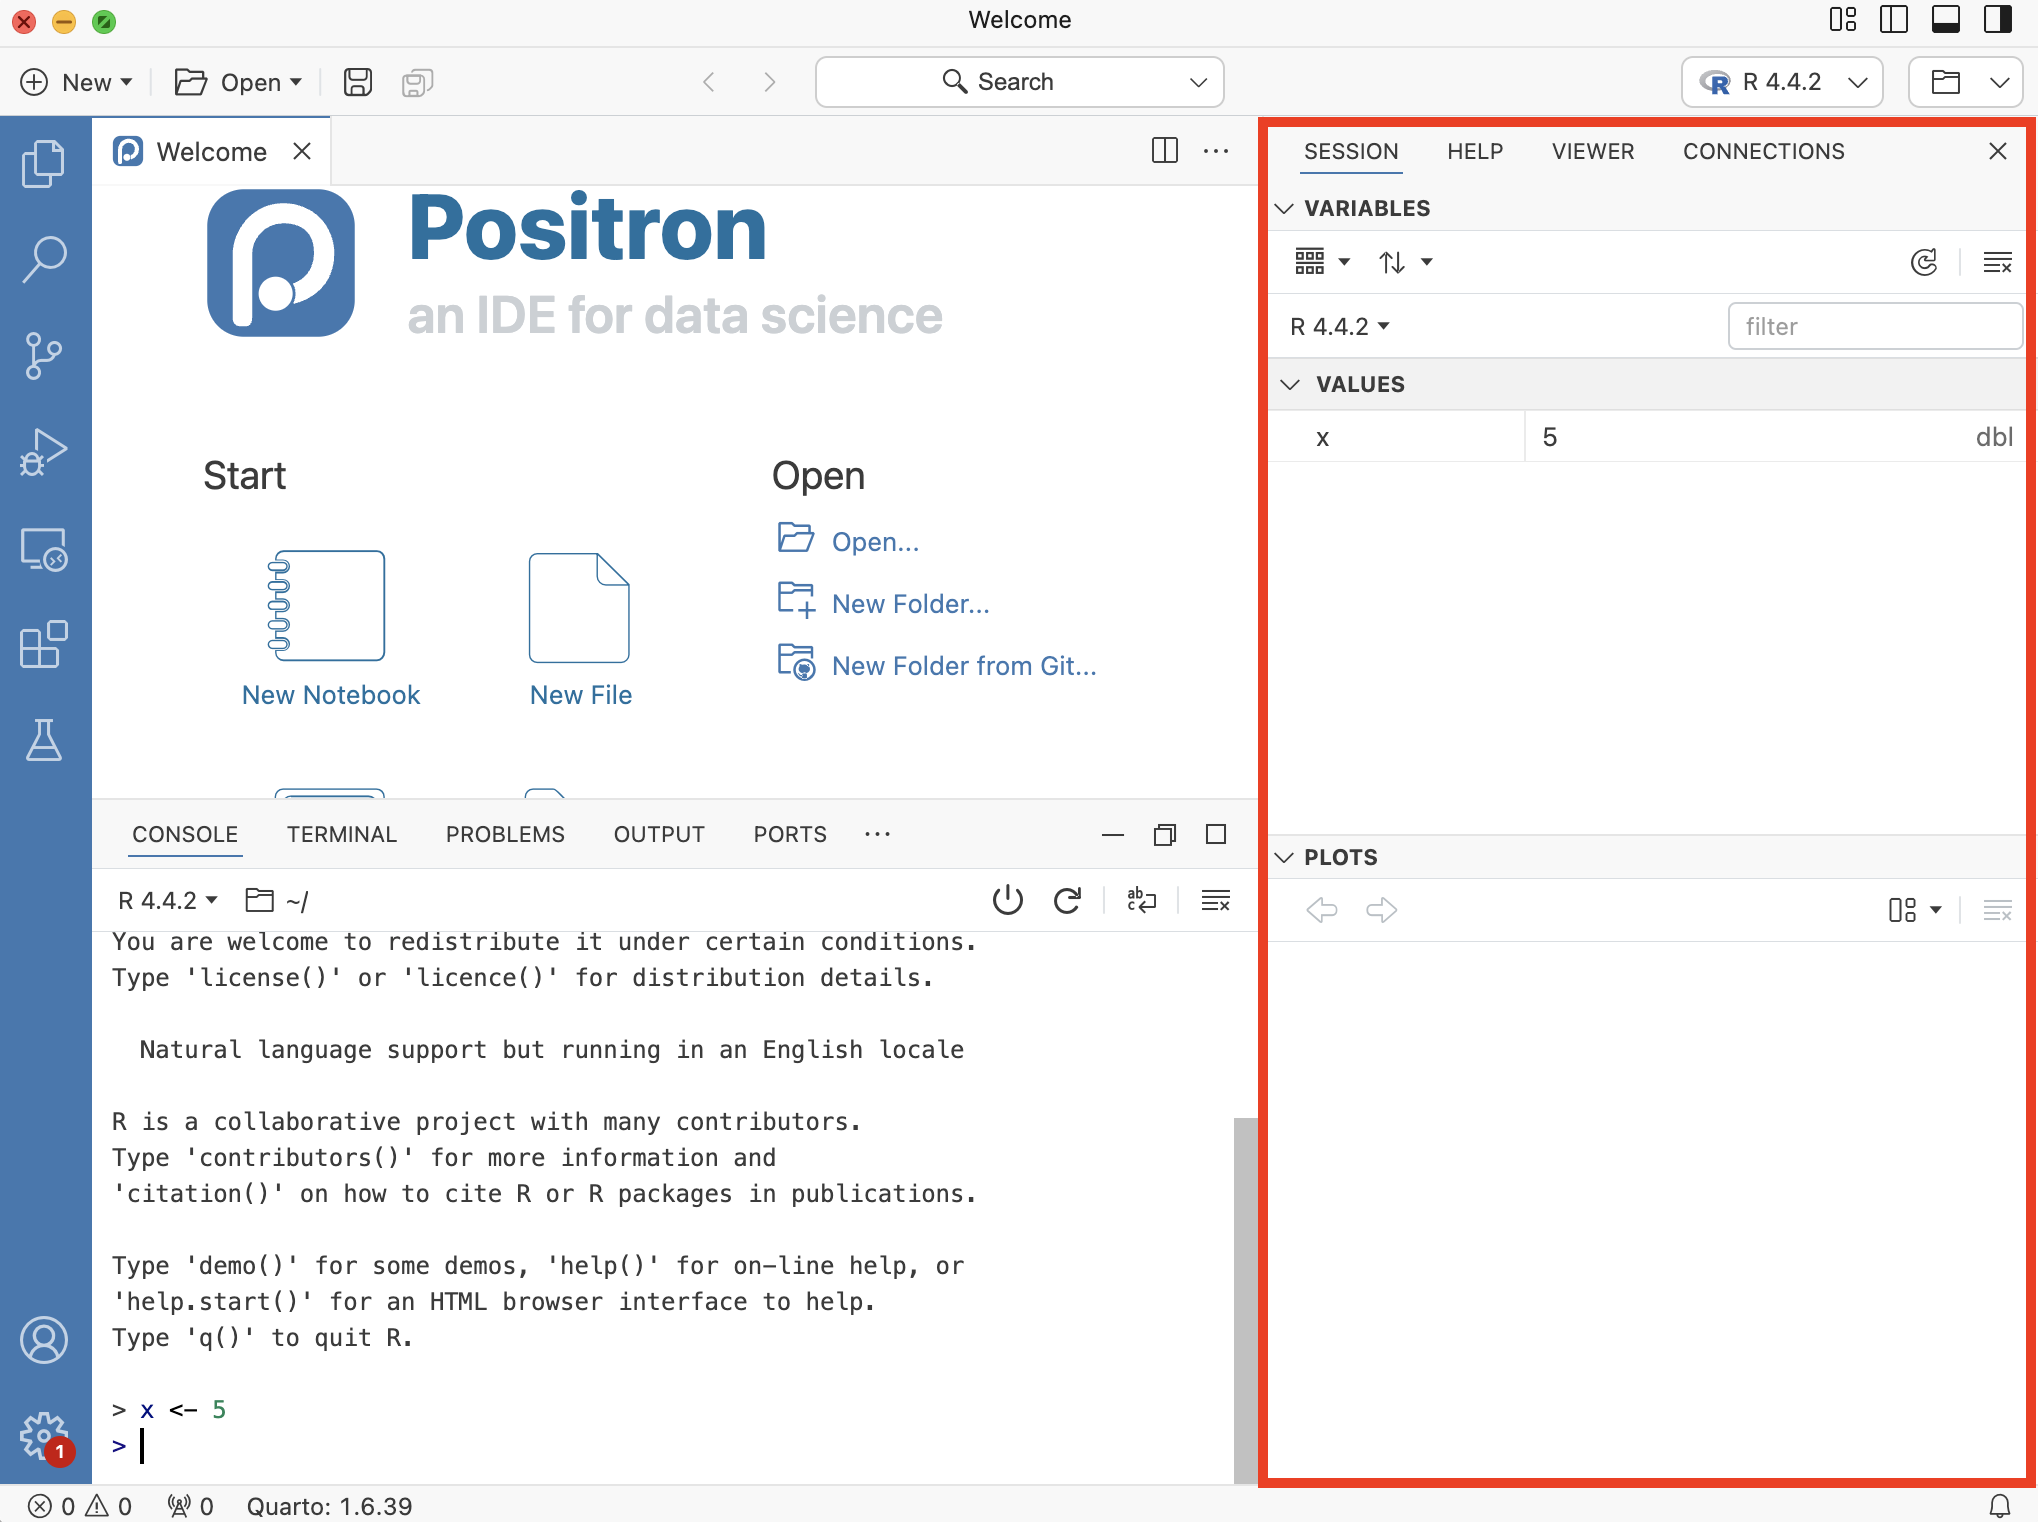 Welcome
New
Open
Search
R 4.4.2
Welcome
Positron
an IDE for data science
Start
Open
Open...
New Folder...
New Folder from Git...
New Notebook
New File
CONSOLE TERMINAL PROBLEMS OUTPUT PORTS
R 4.4.2 ~/
You are welcome to redistribute it under certain conditions.
Type 'license()' or 'licence()' for distribution details.
Natural language support but running in an English locale
R is a collaborative project with many contributors.
Type 'contributors()' for more information and
'citation()' on how to cite R or R packages in publications.
Type 'demo()' for some demos, 'help()' for on-line help, or
'help.start()' for an HTML browser interface to help.
Type 'q()' to quit R.
> x <- 5
>
SESSION HELP VIEWER CONNECTIONS
VARIABLES
R 4.4.2
filter
VALUES
x 5 dbl
PLOTS
1
0 0 0 Quarto: 1.6.39